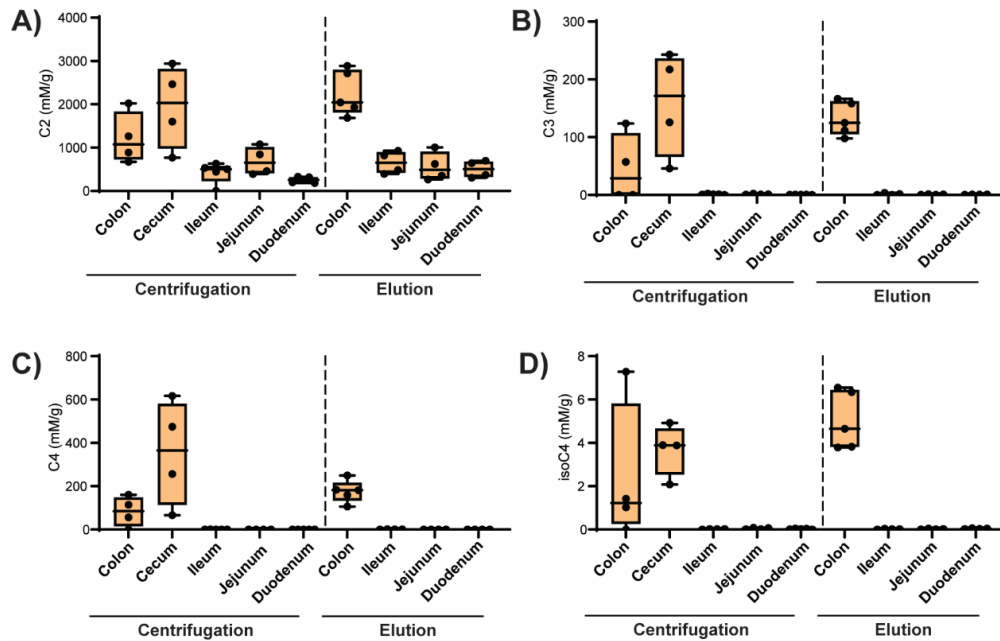 A)
C2 (mM/g)
4000
3000
2000
1000
0
Colon
Cecum
Ileum
Jejunum
Duodenum
Colon
Ileum
Jejunum
Duodenum
Centrifugation
Elution
B)
C3 (mM/g)
300
200
100
0
Colon
Cecum
Ileum
Jejunum
Duodenum
Colon
Ileum
Jejunum
Duodenum
Centrifugation
Elution
C)
C4 (mM/g)
800
600
400
200
0
Colon
Cecum
Ileum
Jejunum
Duodenum
Colon
Ileum
Jejunum
Duodenum
Centrifugation
Elution
D)
isoC4 (mM/g)
8
6
4
2
0
Colon
Cecum
Ileum
Jejunum
Duodenum
Colon
Ileum
Jejunum
Duodenum
Centrifugation
Elution